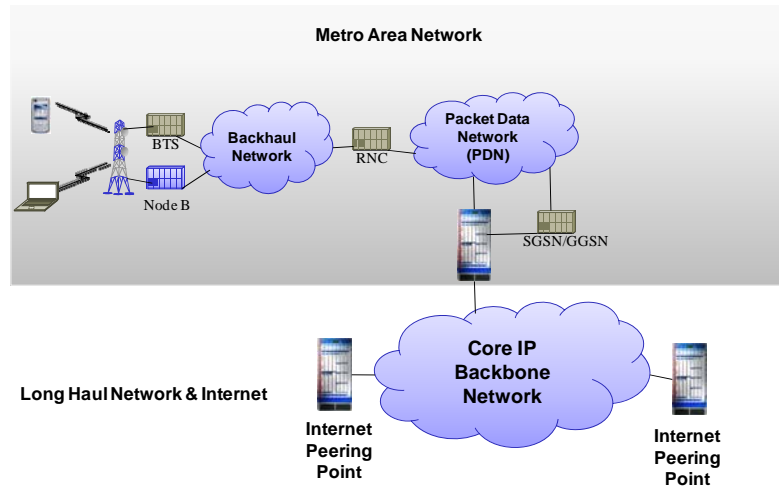 Metro Area Network
BTS
Backhaul
Network
Node B
RNC
Packet Data
Network
(PDN)
SGSN/GGSN
Core IP
Backbone
Network
Long Haul Network & Internet
Internet
Peering
Point
Internet
Peering
Point